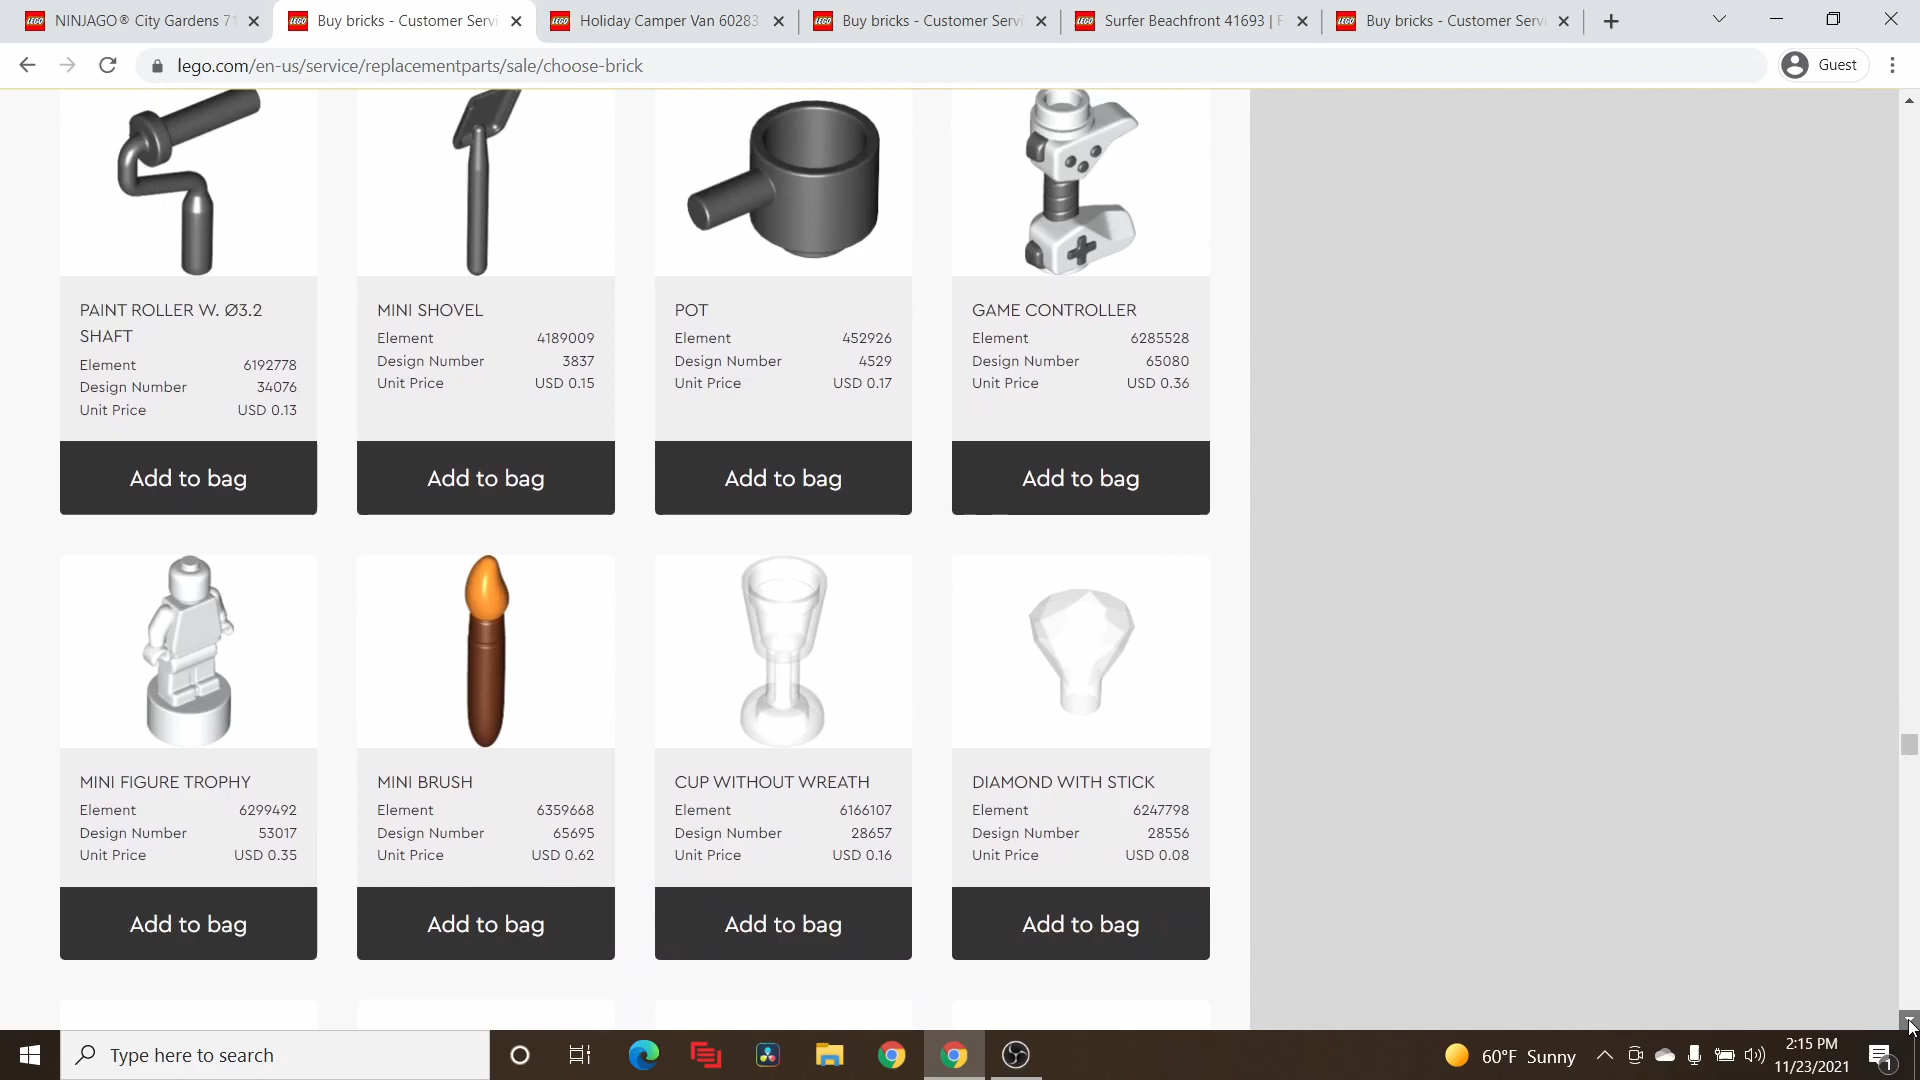 NINJAGO® City Gardens 71
Buy bricks - Customer Servi
Holiday Camper Van 60283
Buy bricks - Customer Servi
Surfer Beachfront 41693 | F
Buy bricks - Customer Servi
lego.com/en-us/service/replacementparts/sale/choose-brick
Guest
PAINT ROLLER W. Ø3.2
SHAFT
Element 6192778
Design Number 34076
Unit Price USD 0.13
Add to bag
MINI SHOVEL
Element 4189009
Design Number 3837
Unit Price USD 0.15
Add to bag
POT
Element 452926
Design Number 4529
Unit Price USD 0.17
Add to bag
GAME CONTROLLER
Element 6285528
Design Number 65080
Unit Price USD 0.36
Add to bag
MINI FIGURE TROPHY
Element 6299492
Design Number 53017
Unit Price USD 0.35
Add to bag
MINI BRUSH
Element 6359668
Design Number 65695
Unit Price USD 0.62
Add to bag
CUP WITHOUT WREATH
Element 6166107
Design Number 28657
Unit Price USD 0.16
Add to bag
DIAMOND WITH STICK
Element 6247798
Design Number 28556
Unit Price USD 0.08
Add to bag
Type here to search
60°F Sunny
2:15 PM
11/23/2021
1